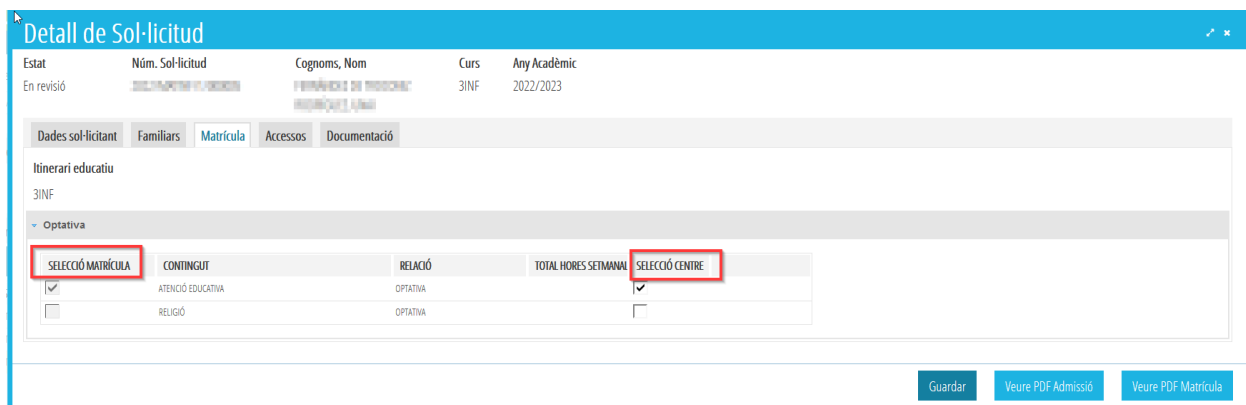 Detall de Sol·licitud
Estat Núm. Sol·licitud Cognoms, Nom Curs Any Acadèmic
En revisió 3INF 2022/2023
Dades sol·licitant Familiars Matrícula Accessos Documentació
Itinerari educatiu
3INF
Optativa
SELECCIÓ MATRÍCULA CONTINGUT RELACIÓ TOTAL HORES SETMANAL SELECCIÓ CENTRE
ATENCIÓ EDUCATIVA OPTATIVA
RELIGIÓ OPTATIVA
Guardar Veure PDF Admissió Veure PDF Matrícula